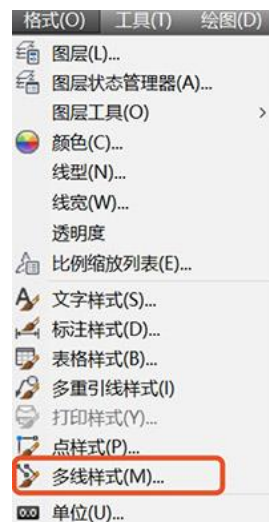 格式(O) 工具(T) 绘图(D)
图层(L)...
图层状态管理器(A)...
图层工具(O)
颜色(C)...
线型(N)...
线宽(W)...
透明度
比例缩放列表(E)...
文字样式(S)...
标注样式(D)...
表格样式(B)...
多重引线样式(I)
打印样式(Y)...
点样式(P)...
多线样式(M)...
单位(U)...